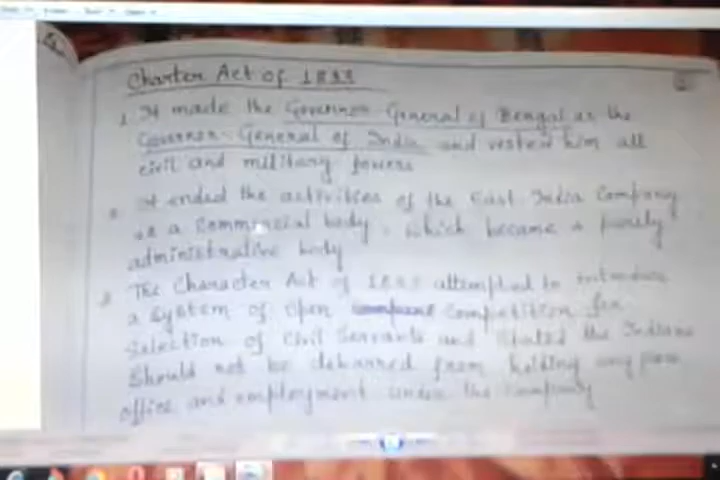 Charter Act of 1833
1 It made the Governor General of Bengal as the
Governor-General of India and vested him all
civil and military powers
2 It ended the activities of the East India Company
as a commercial body, which became a purely
administrative body
3 The Character Act of 1833 attempted to introduce
a system of open competition for
Selection of Civil Servants and stated the Indians
Should not be debarred from holding any
office and employment under the Company